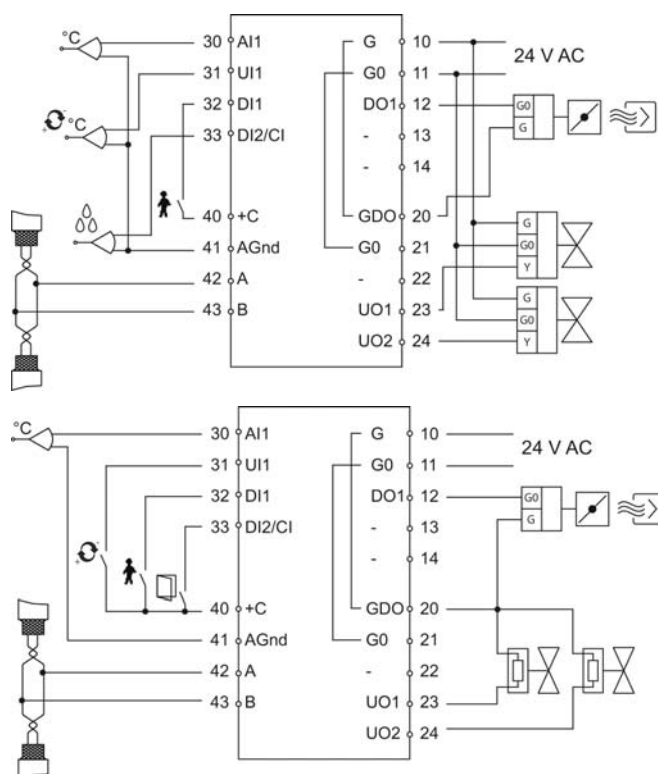 °C 30 AI1 G 10
24 V AC
31 UI1 G0 11
32 DI1 DO1 12 G0
+ - °C 33 DI2/CI - 13 G
- 14
40 +C GDO 20 G
41 AGnd G0 21 G0
42 A - 22 Y
43 B UO1 23 G
G0
UO2 24 Y
°C 30 AI1 G 10
24 V AC
31 UI1 G0 11
32 DI1 DO1 12 G0
33 DI2/CI - 13 G
+ - - 14
40 +C GDO 20
41 AGnd G0 21
42 A - 22
43 B UO1 23
UO2 24